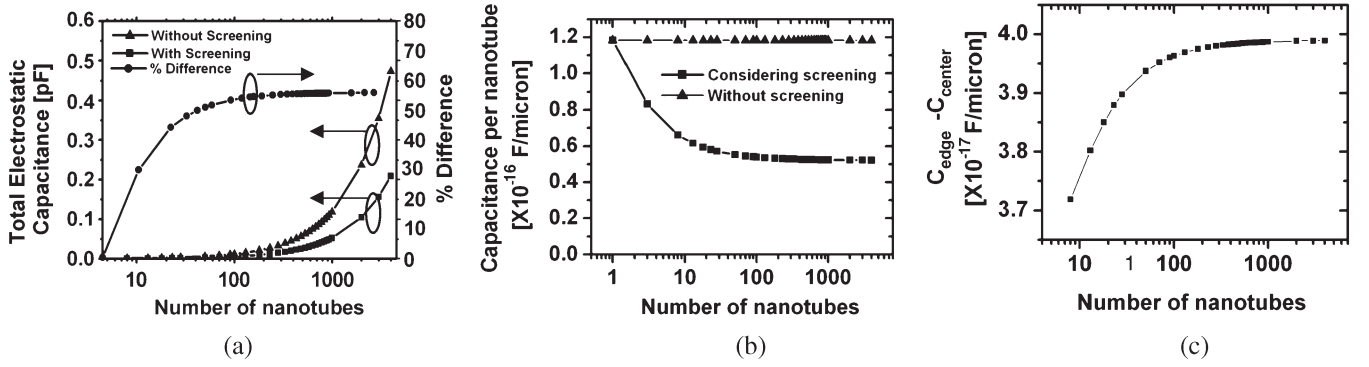 Total Electrostatic
Capacitance [pF]
0.6
0.5
0.4
0.3
0.2
0.1
0.0
Without Screening
With Screening
% Difference
80
70
60
50
40
30
20
10
0
% Difference
10
100
1000
Number of nanotubes
(a)
Capacitance per nanotube
[X10-16 F/micron]
1.2
1.0
0.8
0.6
0.4
0.2
0.0
Considering screening
Without screening
1
10
100
1000
Number of nanotubes
(b)
Cedge -Ccenter
[X10-17 F/micron]
4.0
3.9
3.8
3.7
10
1
100
1000
Number of nanotubes
(c)